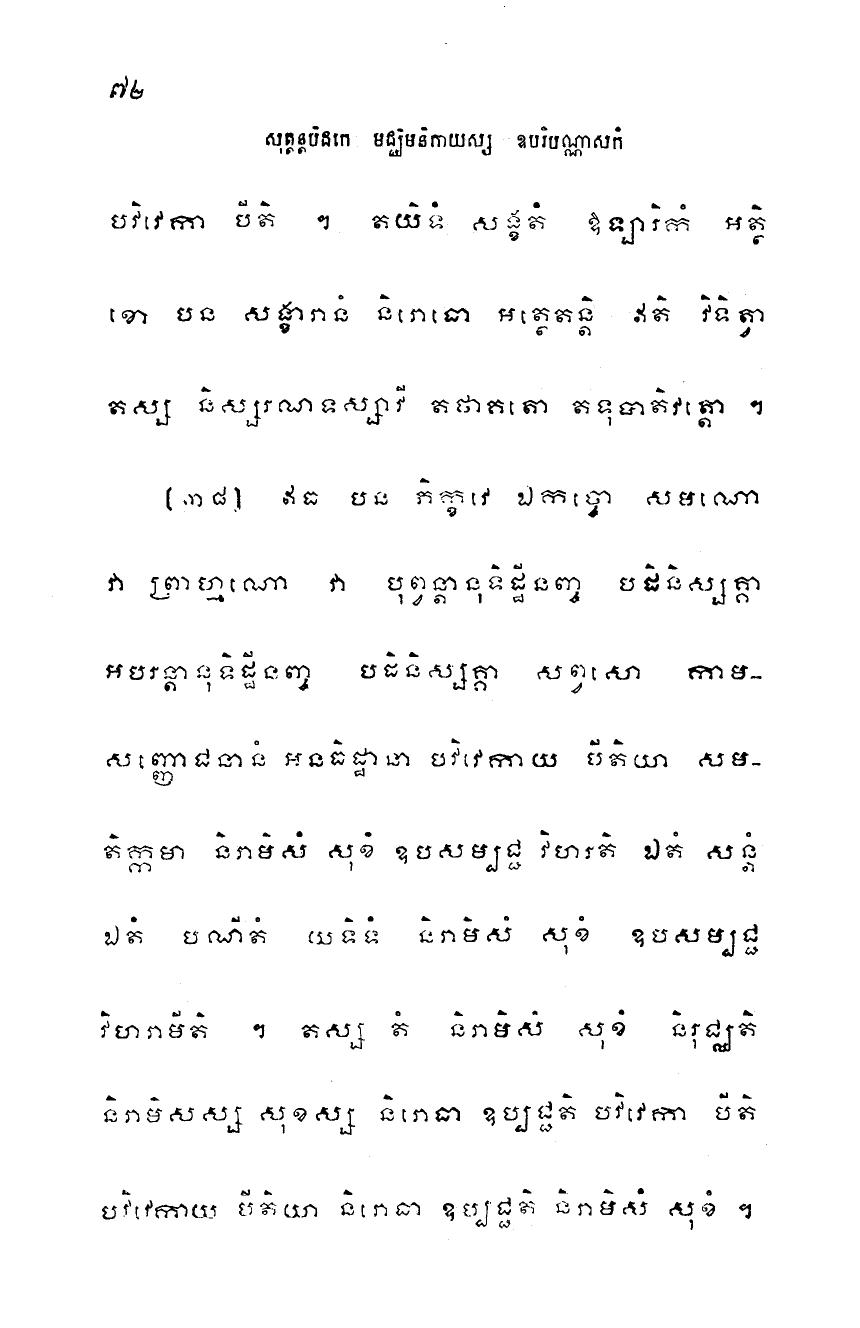 ៧២
សុត្តន្តបិដកេ មជ្ឈិមនិកាយស្ស ឧបរិបណ្ណាសកំ
បវិវេកា បីតិ ។ តយិទំ សង្ខតំ ឱឡារិកំ អត្ថិ
ខោ បន សង្ខារានំ និរោធោ អត្ថេតន្តិ ឥតិ វិទិត្វា
តស្ស និស្សរណទស្សាវី តថាគតោ តទុបាតិវត្តោ ។
[៣៨] ឥធ បន ភិក្ខវេ ឯកច្ចោ សមណោ
វា ព្រាហ្មណោ វា បុព្វន្តានុទិដ្ឋីនញ្ច បដិនិស្សគ្គា
អបរន្តានុទិដ្ឋីនញ្ច បដិនិស្សគ្គា សព្វសោ កាម-
សញ្ញោជនានំ អនធិដ្ឋានា បវិវេកាយ បីតិយា សម-
តិក្កមា និរាមិសំ សុខំ ឧបសម្បជ្ជ វិហរតិ ឯតំ សន្តំ
ឯតំ បណីតំ យទិទំ និរាមិសំ សុខំ ឧបសម្បជ្ជ
វិហរាមីតិ ។ តស្ស តំ និរាមិសំ សុខំ និរុជ្ឈតិ
និរាមិសស្ស សុខស្ស និរោធា ឧប្បជ្ជតិ បវិវេកា បីតិ
បវិវេកាយ បីតិយា និរោធា ឧប្បជ្ជតិ និរាមិសំ សុខំ ។